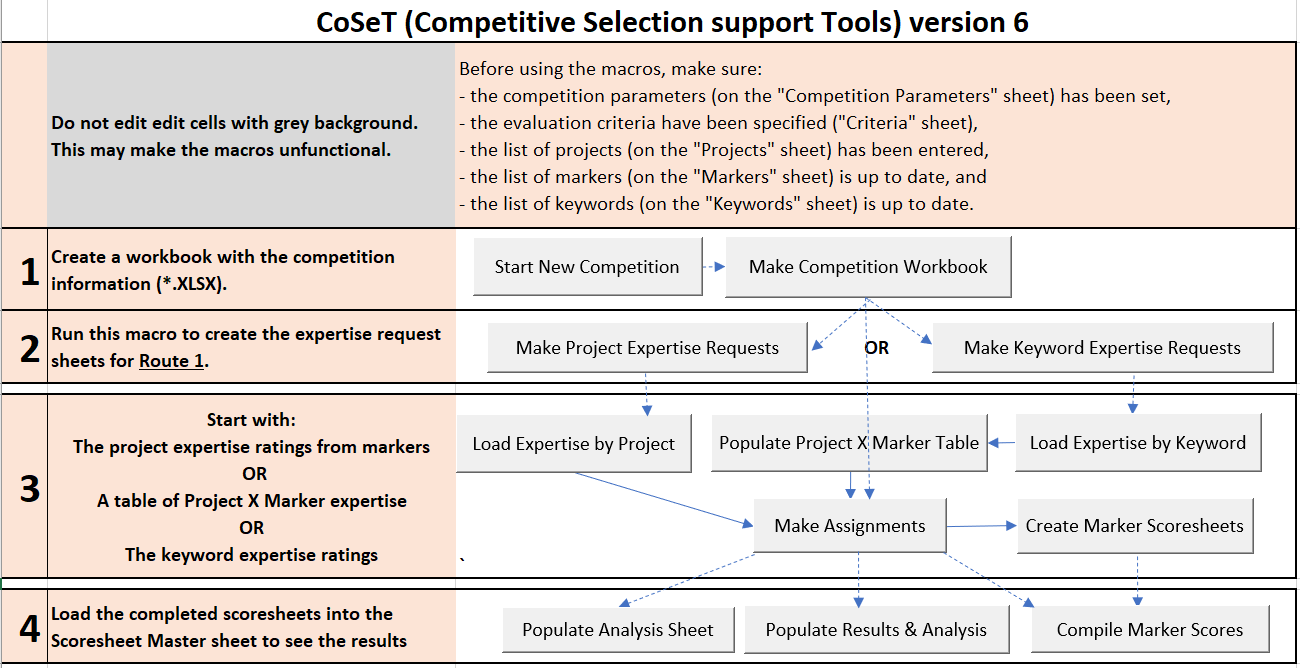 CoSeT (Competitive Selection support Tools) version 6
Do not edit edit cells with grey background.
This may make the macros unfunctional.
Before using the macros, make sure:
- the competition parameters (on the "Competition Parameters" sheet) has been set,
- the evaluation criteria have been specified ("Criteria" sheet),
- the list of projects (on the "Projects" sheet) has been entered,
- the list of markers (on the "Markers" sheet) is up to date, and
- the list of keywords (on the "Keywords" sheet) is up to date.
1
Create a workbook with the competition
information (*.XLSX).
Start New Competition
Make Competition Workbook
2
Run this macro to create the expertise request
sheets for Route 1.
Make Project Expertise Requests
OR
Make Keyword Expertise Requests
3
Start with:
The project expertise ratings from markers
OR
A table of Project X Marker expertise
OR
The keyword expertise ratings
Load Expertise by Project
Populate Project X Marker Table
Load Expertise by Keyword
Make Assignments
Create Marker Scoresheets
`
4
Load the completed scoresheets into the
Scoresheet Master sheet to see the results
Populate Analysis Sheet
Populate Results & Analysis
Compile Marker Scores